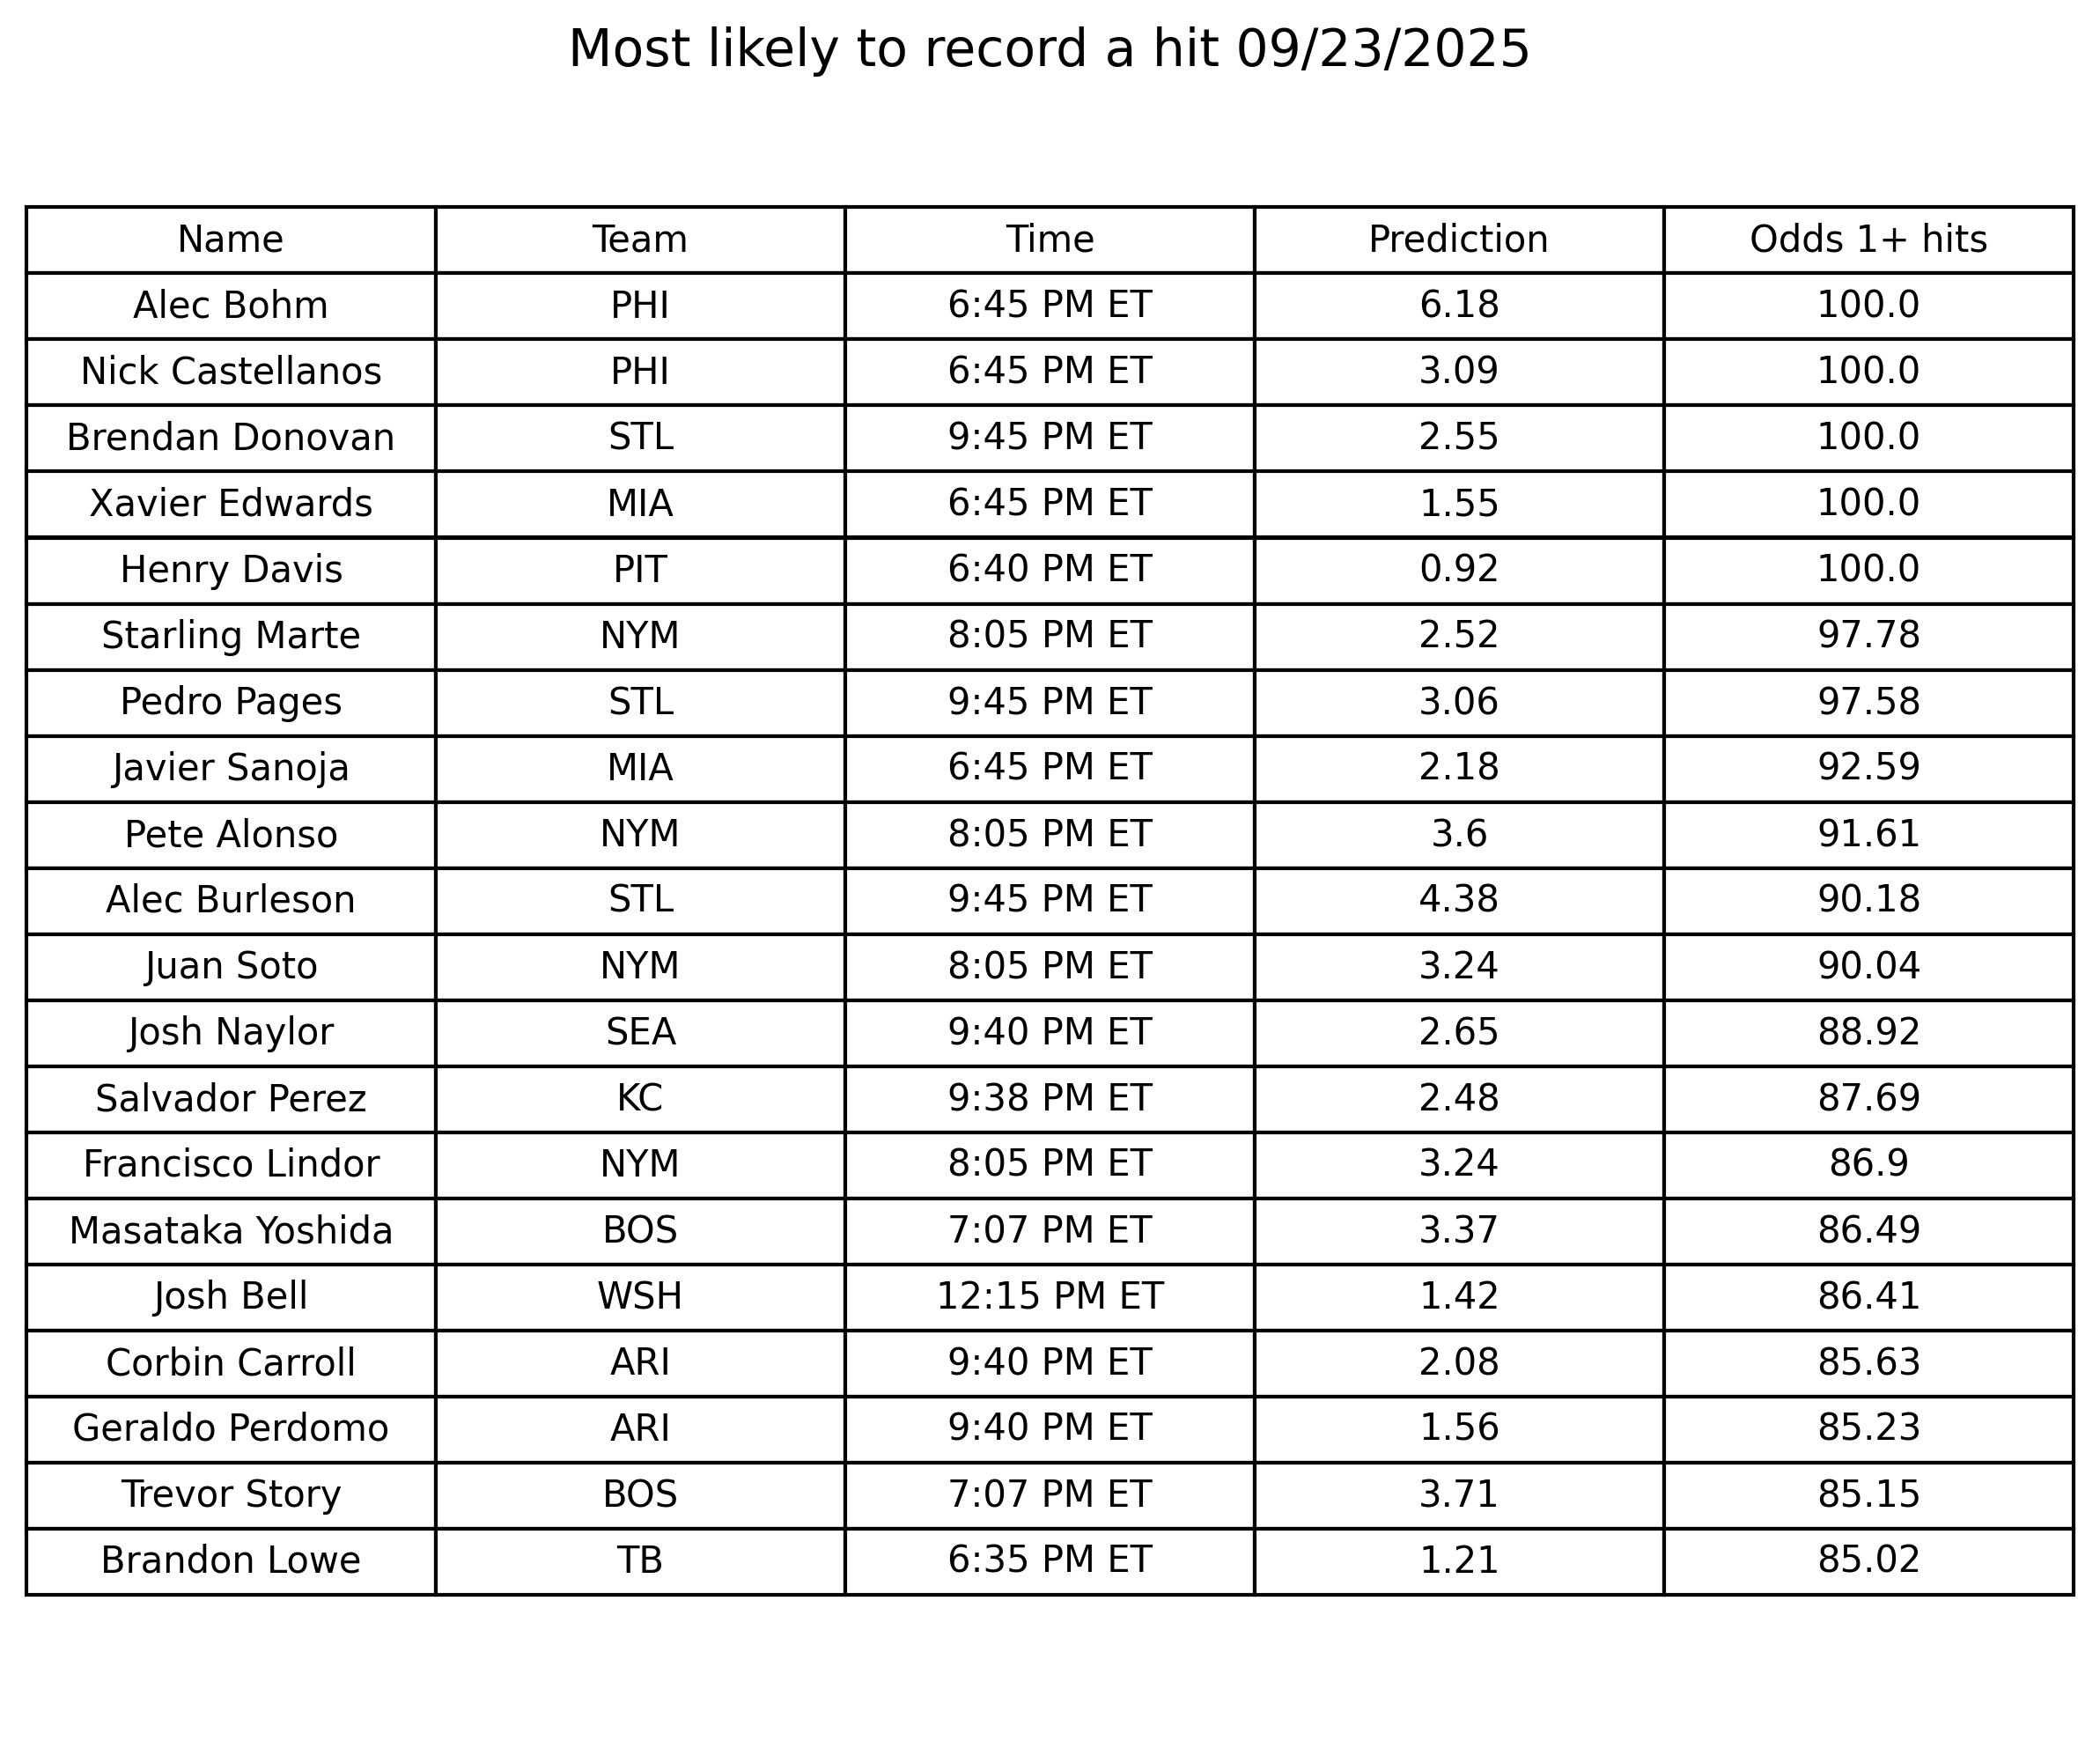 Most likely to record a hit 09/23/2025
Name Team Time Prediction Odds 1+ hits
Alec Bohm PHI 6:45 PM ET 6.18 100.0
Nick Castellanos PHI 6:45 PM ET 3.09 100.0
Brendan Donovan STL 9:45 PM ET 2.55 100.0
Xavier Edwards MIA 6:45 PM ET 1.55 100.0
Henry Davis PIT 6:40 PM ET 0.92 100.0
Starling Marte NYM 8:05 PM ET 2.52 97.78
Pedro Pages STL 9:45 PM ET 3.06 97.58
Javier Sanoja MIA 6:45 PM ET 2.18 92.59
Pete Alonso NYM 8:05 PM ET 3.6 91.61
Alec Burleson STL 9:45 PM ET 4.38 90.18
Juan Soto NYM 8:05 PM ET 3.24 90.04
Josh Naylor SEA 9:40 PM ET 2.65 88.92
Salvador Perez KC 9:38 PM ET 2.48 87.69
Francisco Lindor NYM 8:05 PM ET 3.24 86.9
Masataka Yoshida BOS 7:07 PM ET 3.37 86.49
Josh Bell WSH 12:15 PM ET 1.42 86.41
Corbin Carroll ARI 9:40 PM ET 2.08 85.63
Geraldo Perdomo ARI 9:40 PM ET 1.56 85.23
Trevor Story BOS 7:07 PM ET 3.71 85.15
Brandon Lowe TB 6:35 PM ET 1.21 85.02